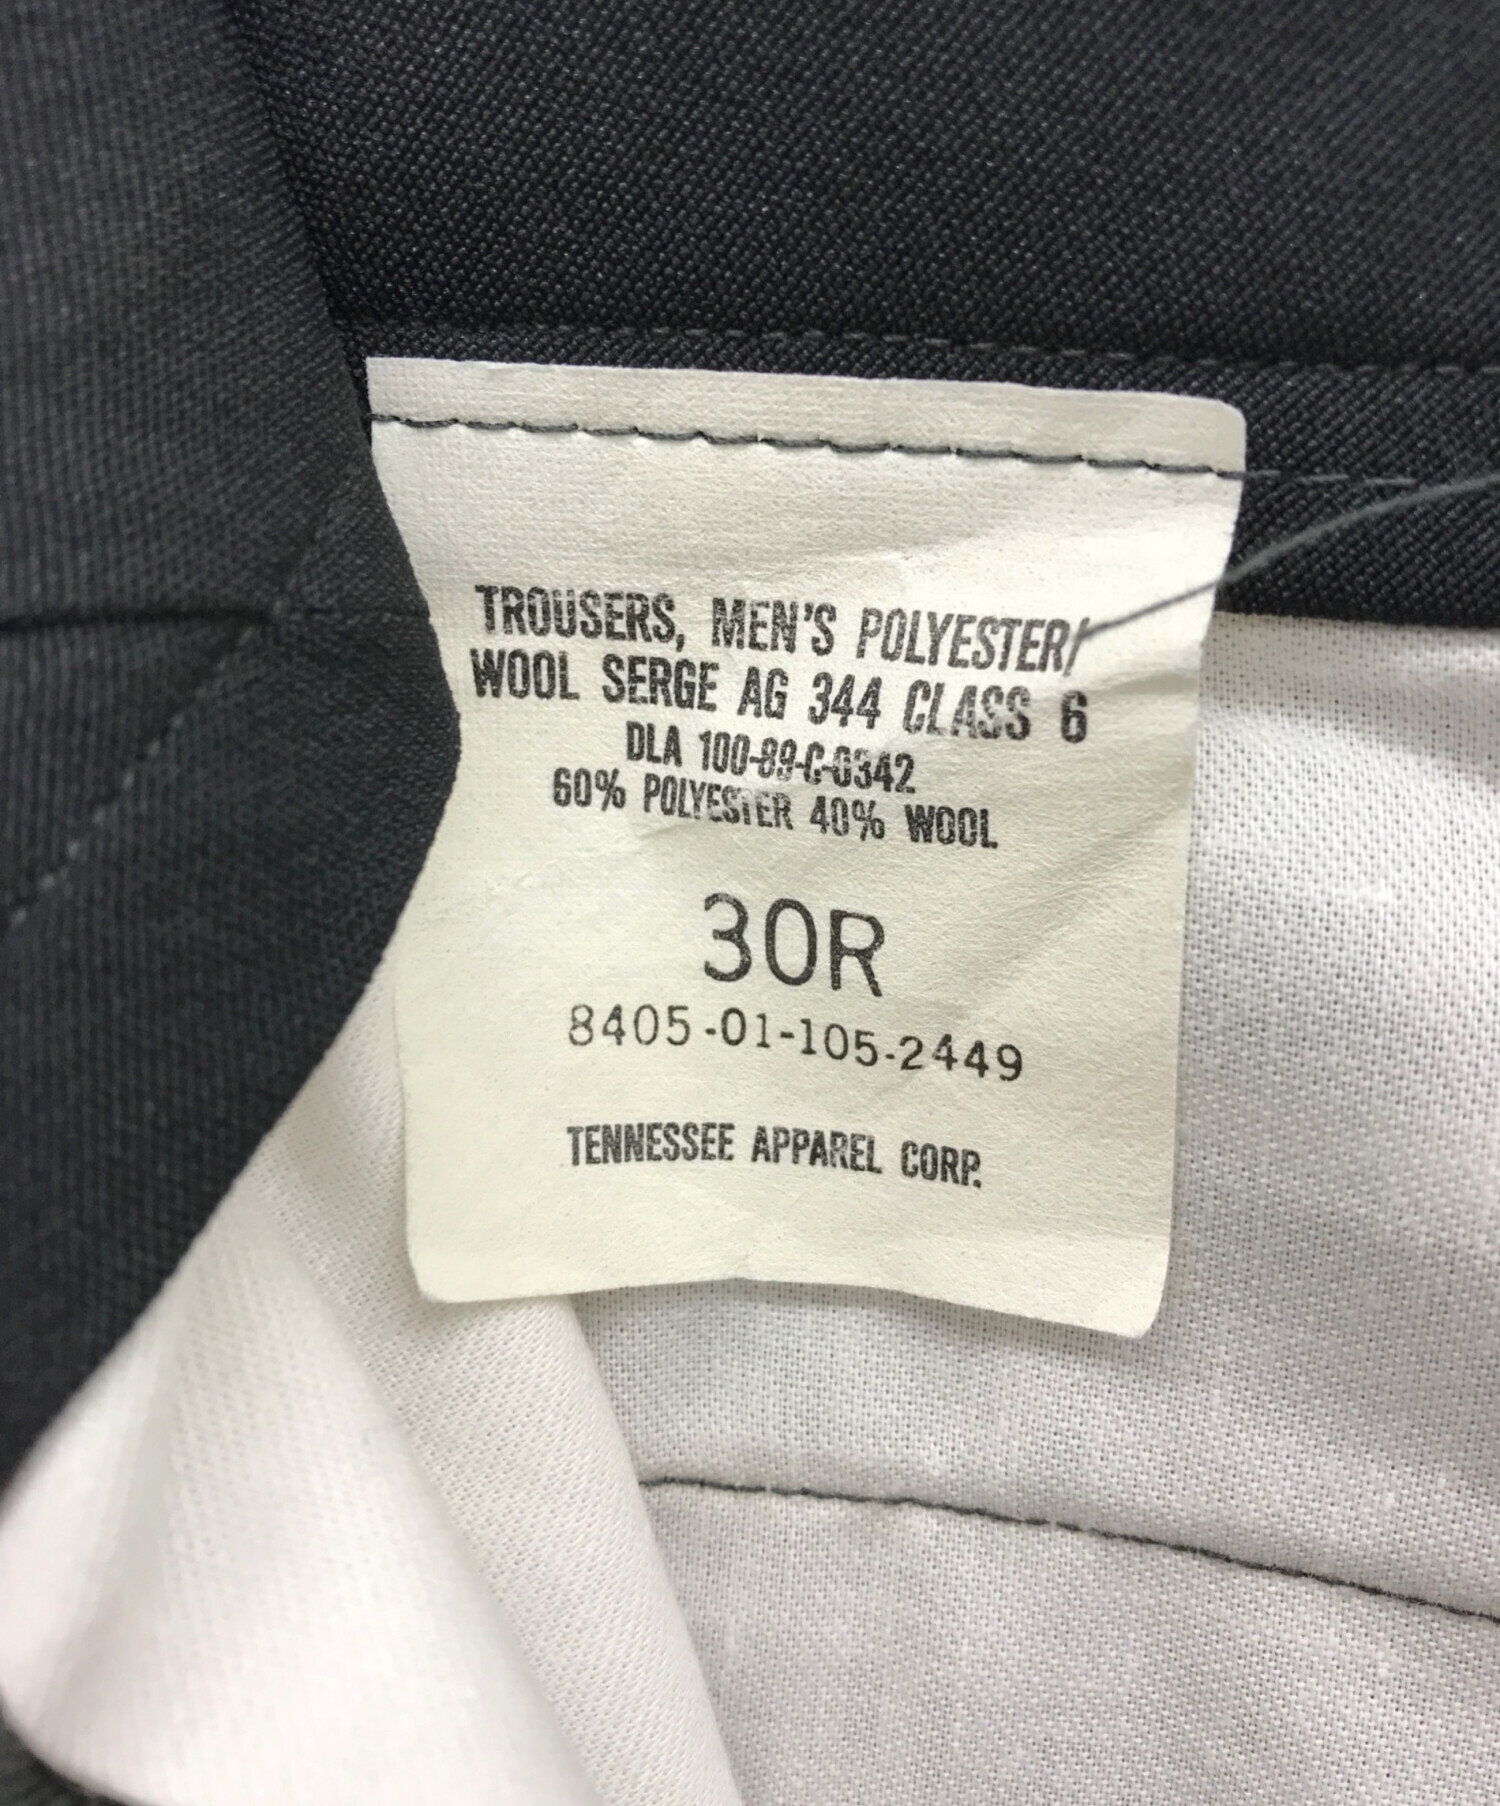 TROUSERS, MEN'S POLYESTER/
WOOL SERGE AG 344 CLASS 6
DLA 100-89-C-0342
60% POLYESTER 40% WOOL
30R
8405-01-105-2449
TENNESSEE APPAREL CORP.